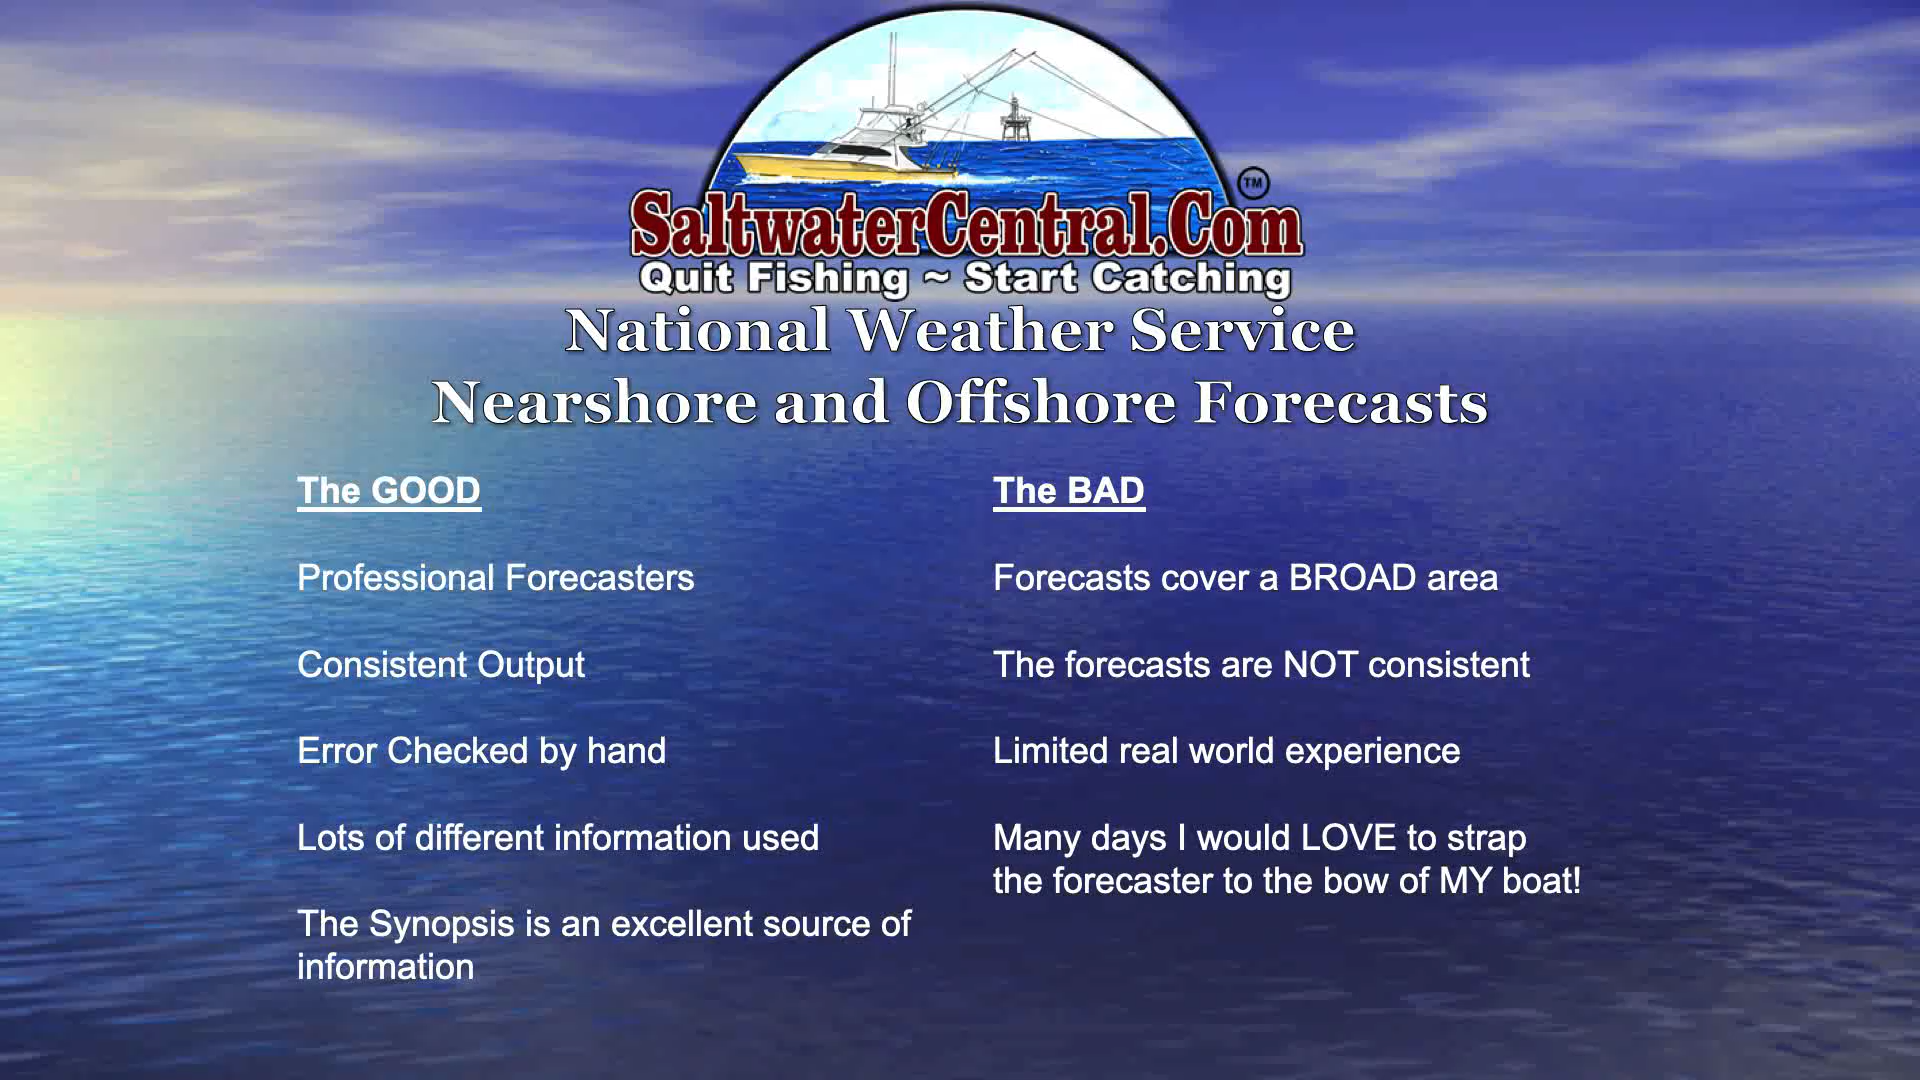 TM
SaltwaterCentral.Com
Quit Fishing ~ Start Catching
National Weather Service
Nearshore and Offshore Forecasts
The GOOD
Professional Forecasters
Consistent Output
Error Checked by hand
Lots of different information used
The Synopsis is an excellent source of
information
The BAD
Forecasts cover a BROAD area
The forecasts are NOT consistent
Limited real world experience
Many days I would LOVE to strap
the forecaster to the bow of MY boat!